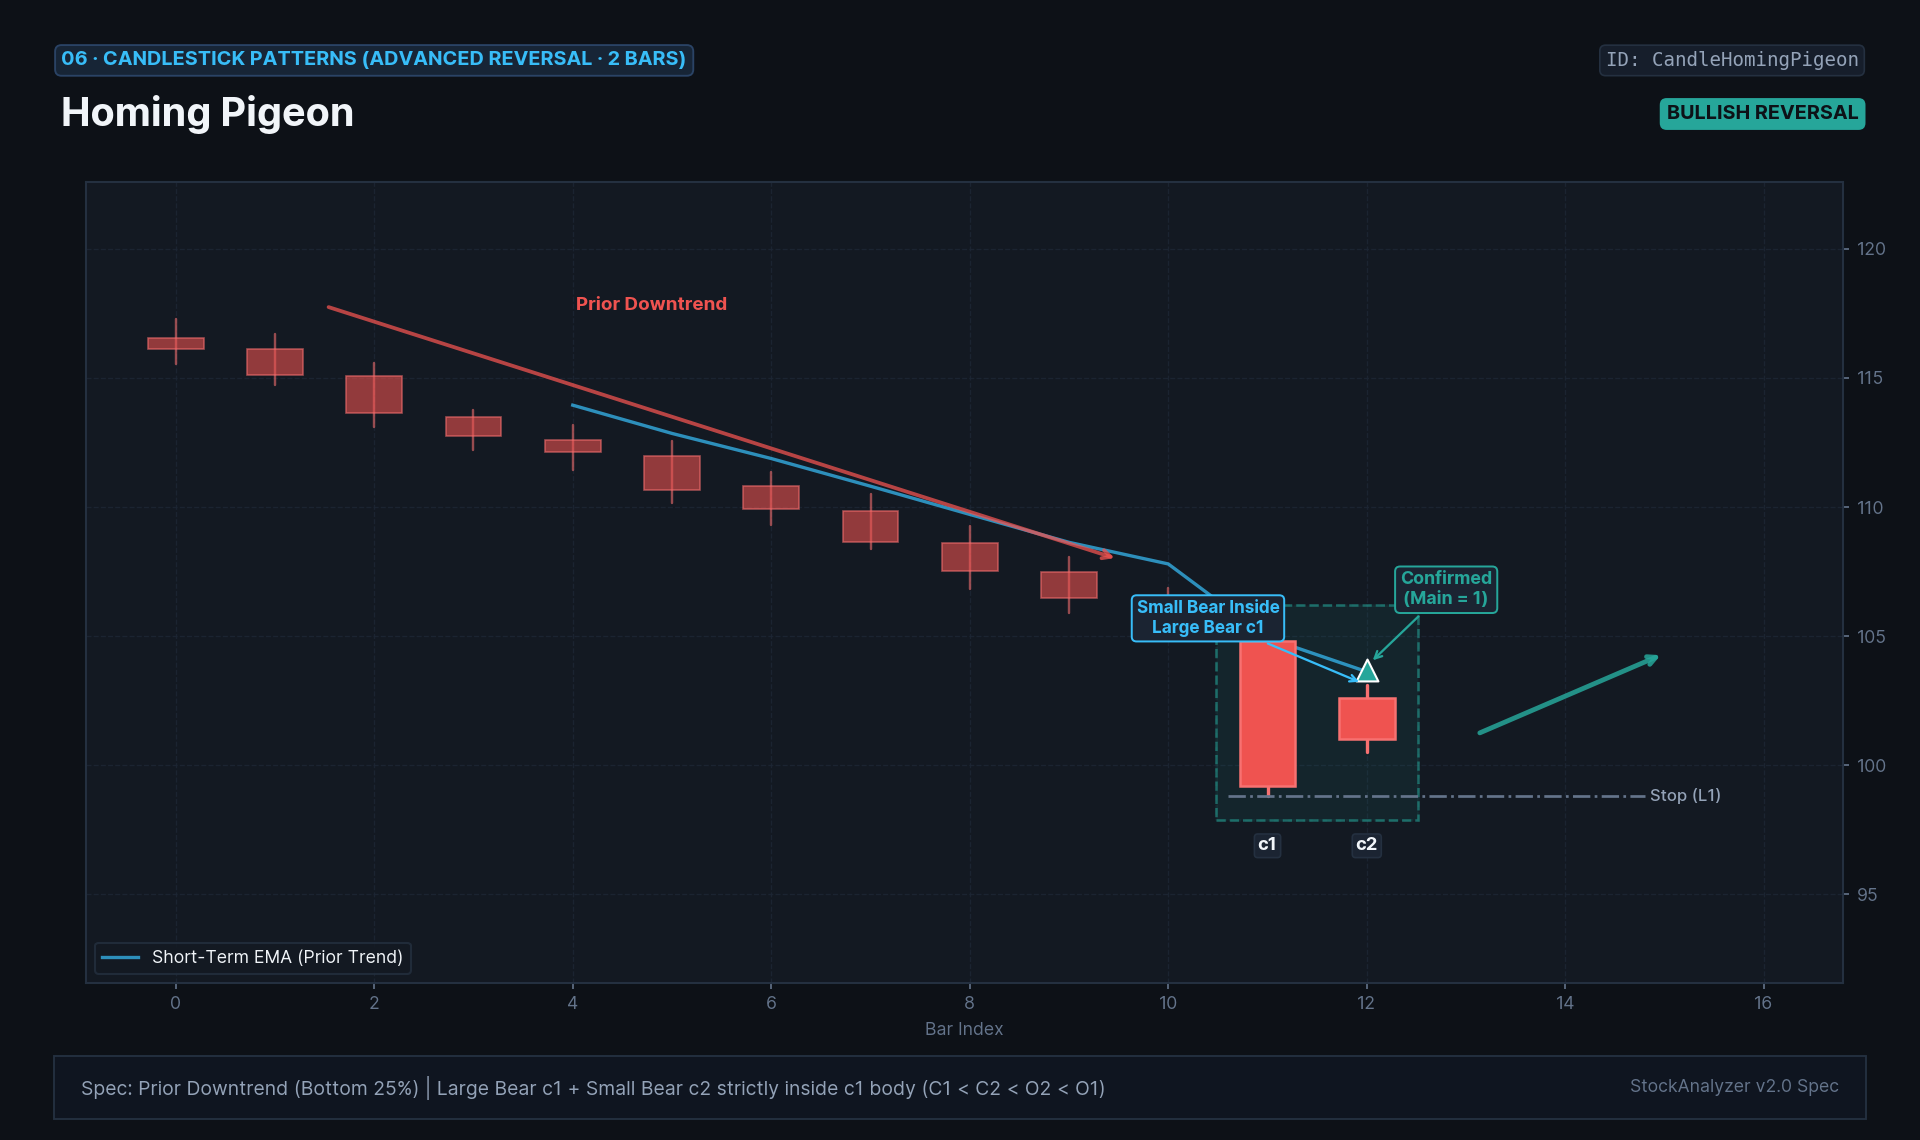 06 · CANDLESTICK PATTERNS (ADVANCED REVERSAL · 2 BARS)
ID: CandleHomingPigeon
Homing Pigeon
BULLISH REVERSAL
Prior Downtrend
120
115
110
105
100
95
Confirmed
(Main = 1)
Small Bear Inside
Large Bear c1
Stop (L1)
c1
c2
Short-Term EMA (Prior Trend)
0 2 4 6 8 10 12 14 16
Bar Index
Spec: Prior Downtrend (Bottom 25%) | Large Bear c1 + Small Bear c2 strictly inside c1 body (C1 < C2 < O2 < O1)
StockAnalyzer v2.0 Spec